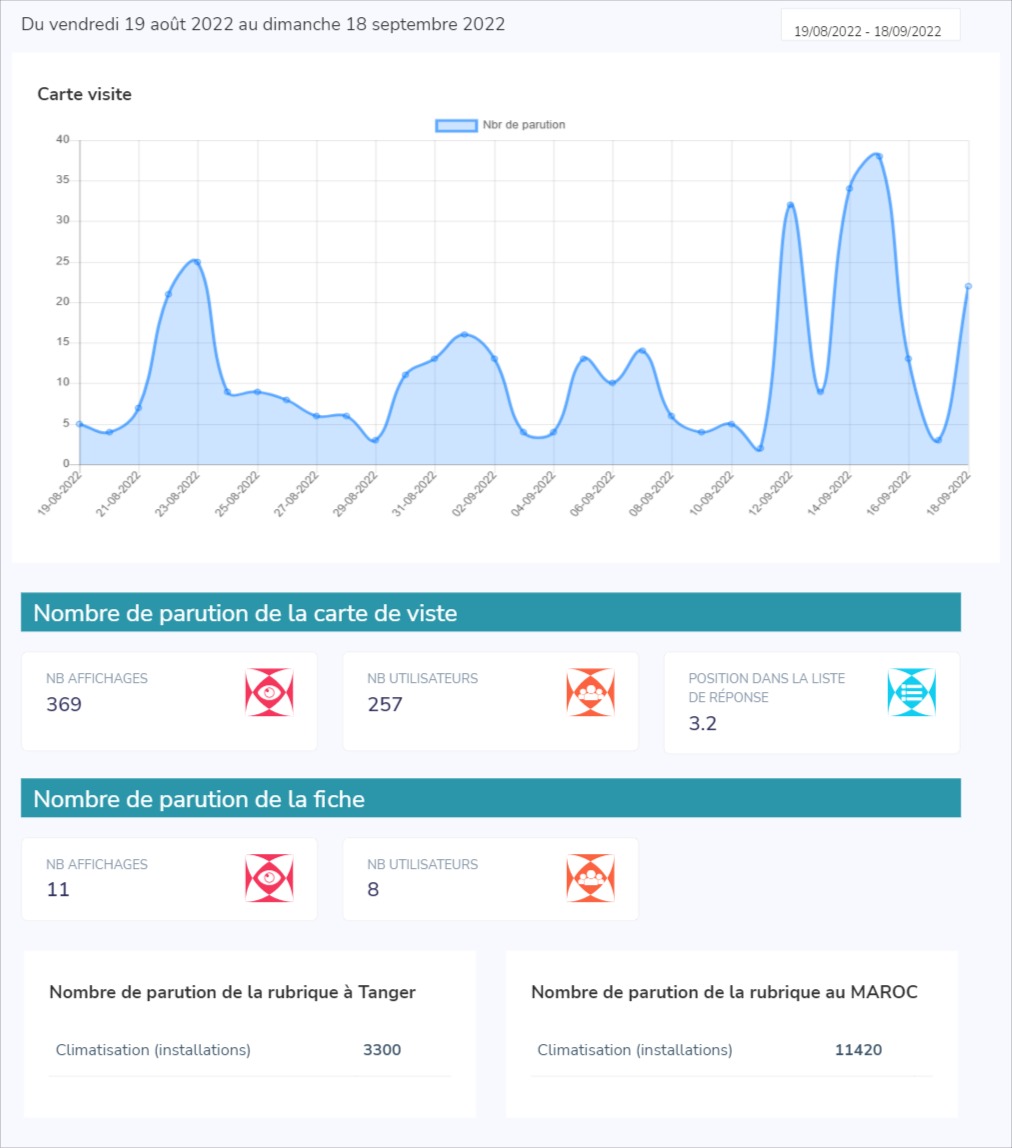 Du vendredi 19 août 2022 au dimanche 18 septembre 2022
19/08/2022 - 18/09/2022
Carte visite
Nbr de parution
40
35
30
25
20
15
10
5
0
19-08-2022
21-08-2022
23-08-2022
25-08-2022
27-08-2022
29-08-2022
31-08-2022
02-09-2022
04-09-2022
06-09-2022
08-09-2022
10-09-2022
12-09-2022
14-09-2022
16-09-2022
18-09-2022
Nombre de parution de la carte de viste
NB AFFICHAGES
369
NB UTILISATEURS
257
POSITION DANS LA LISTE
DE RÉPONSE
3.2
Nombre de parution de la fiche
NB AFFICHAGES
11
NB UTILISATEURS
8
Nombre de parution de la rubrique à Tanger
Climatisation (installations) 3300
Nombre de parution de la rubrique au MAROC
Climatisation (installations) 11420